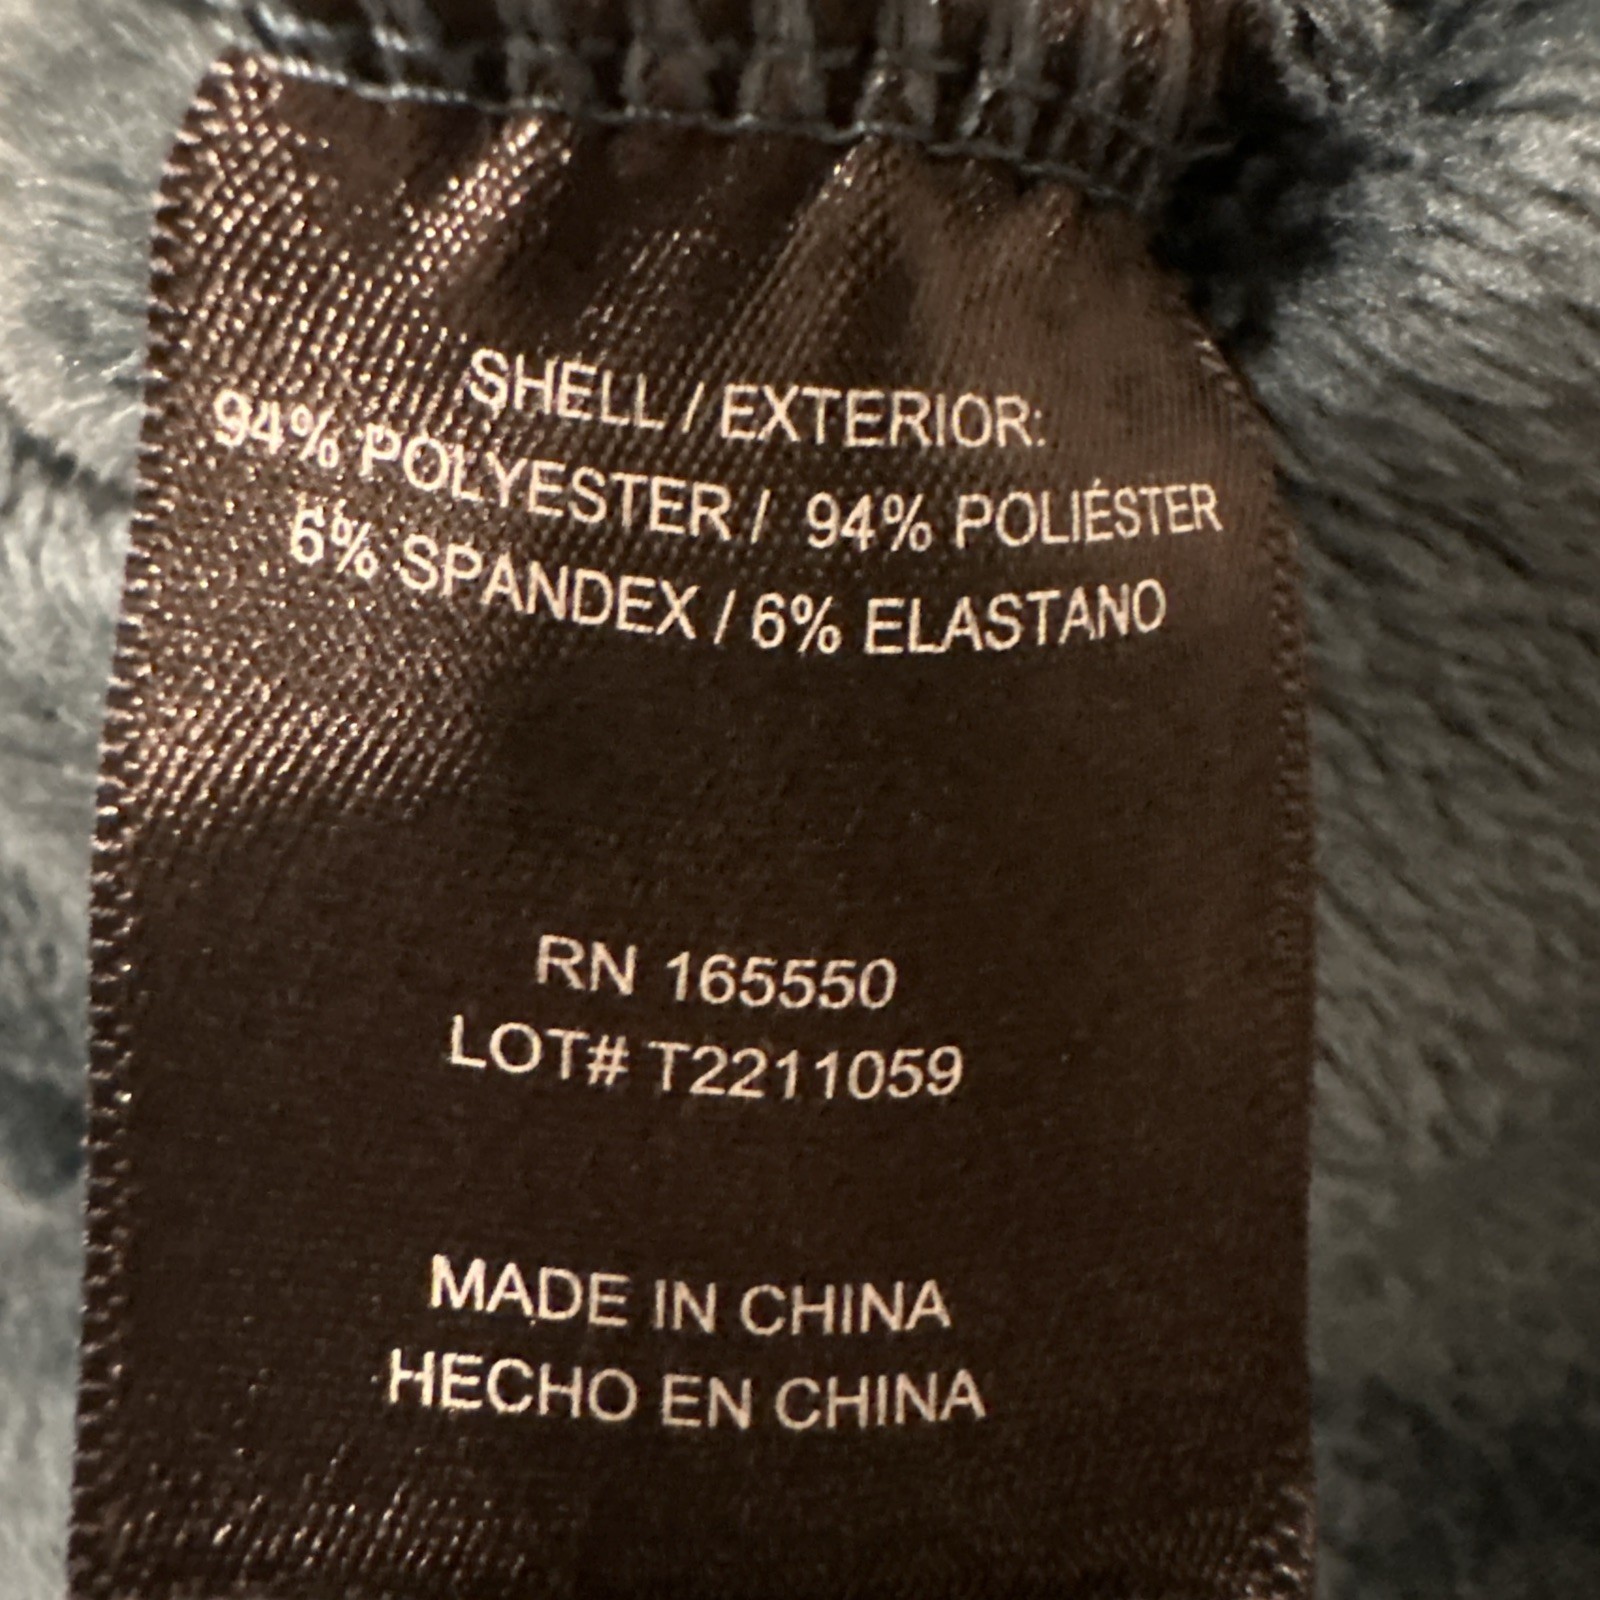 SHELL / EXTERIOR:
94% POLYESTER / 94% POLIÉSTER
6% SPANDEX / 6% ELASTANO
RN 165550
LOT# T2211059
MADE IN CHINA
HECHO EN CHINA